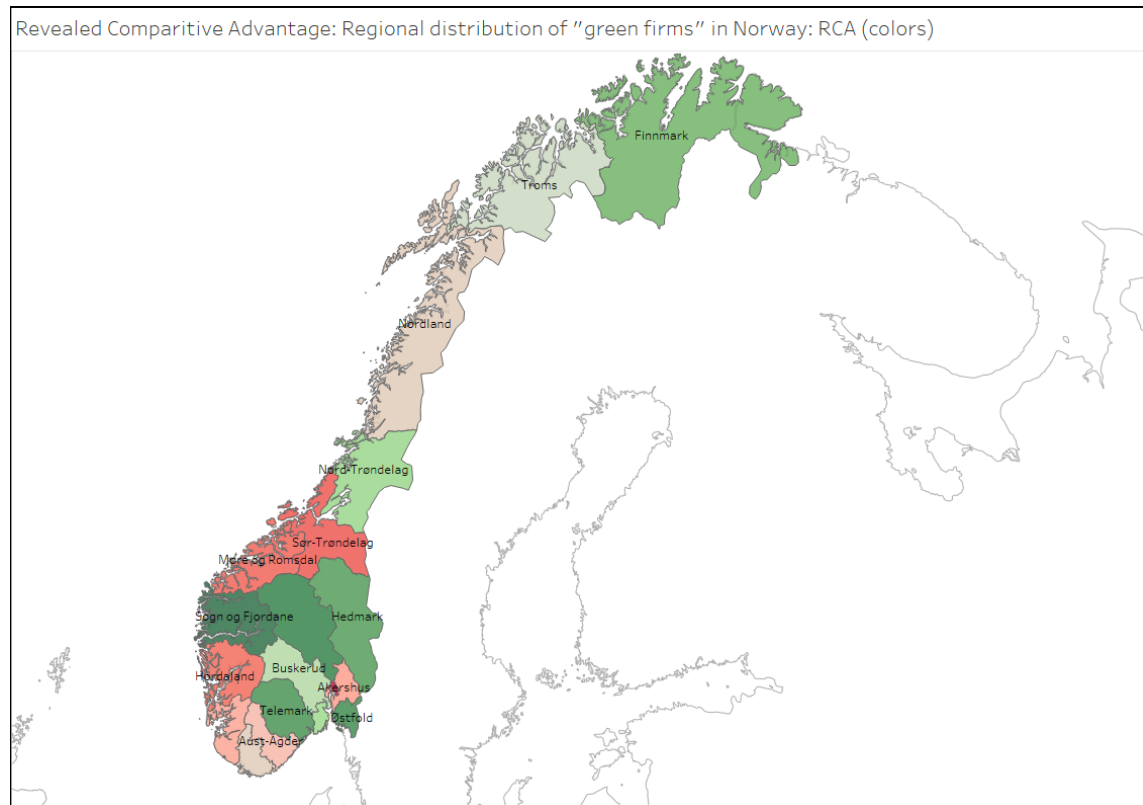 Revealed Comparitive Advantage: Regional distribution of "green firms" in Norway: RCA (colors)
Finnmark
Troms
Nordland
Nord-Trøndelag
Sør-Trøndelag
Møre og Romsdal
Sogn og Fjordane
Hedmark
Buskerud
Hordaland
Akershus
Telemark
Østfold
Aust-Agder